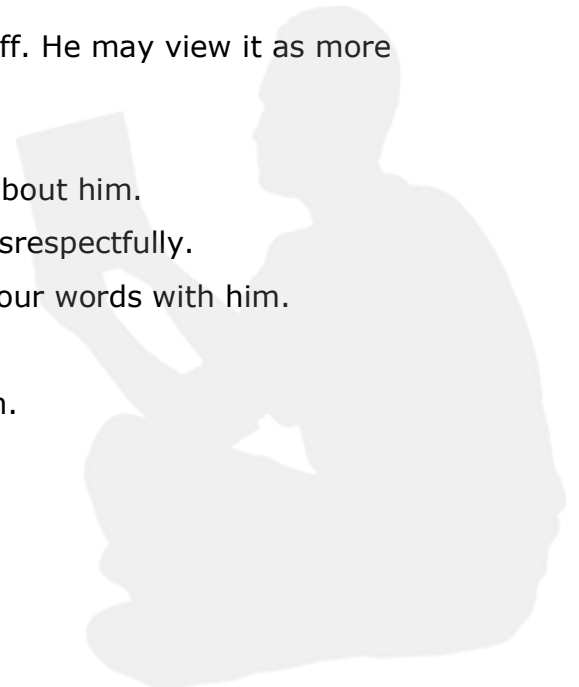 ff. He may view it as more
bout him.
srespectfully.
our words with him.
n.